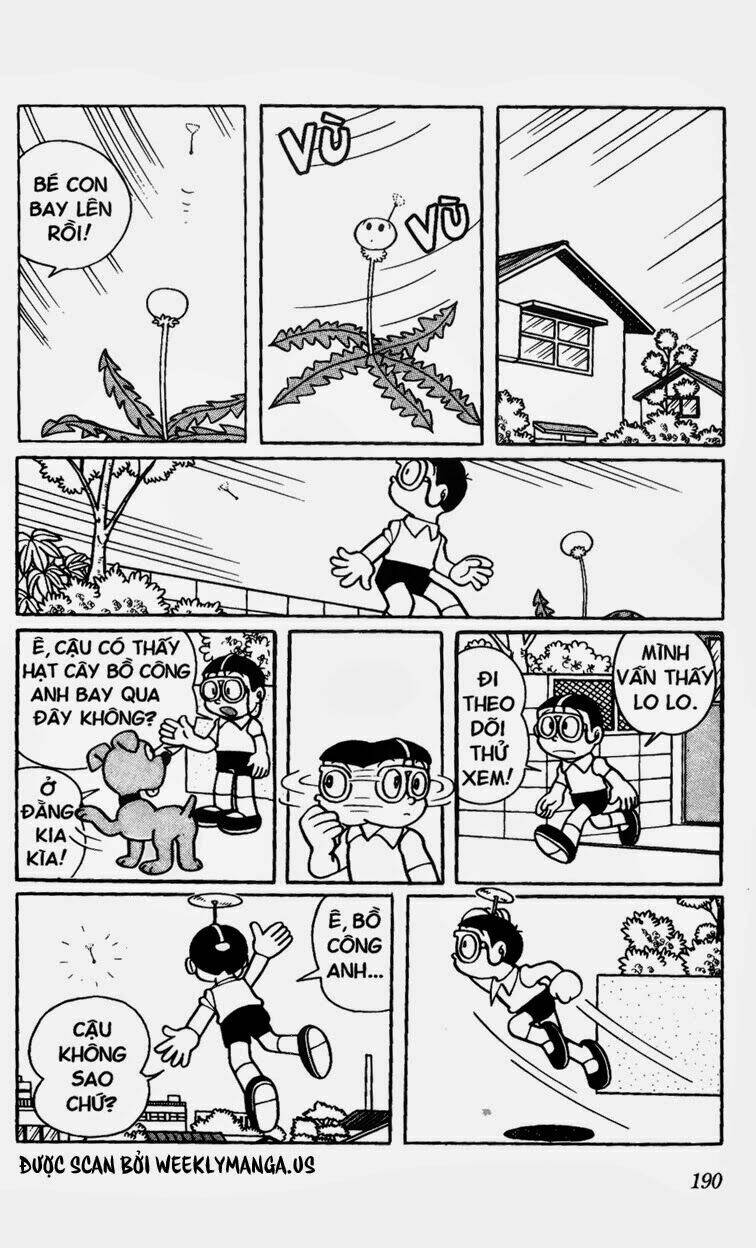 BÉ CON
BAY LÊN
RỒI!
VÙ
VÙ
Ê, CẬU CÓ THẤY
HẠT CÂY BỒ CÔNG
ANH BAY QUA
ĐÂY KHÔNG?
Ở
ĐẰNG
KIA
KÌA!
ĐI
THEO
DÕI
THỬ
XEM!
MÌNH
VẤN THẤY
LO LO.
Ê, BỒ
CÔNG
ANH...
CẬU
KHÔNG
SAO
CHỨ?
ĐƯỢC SCAN BỞI WEEKLYMANGA.US
190